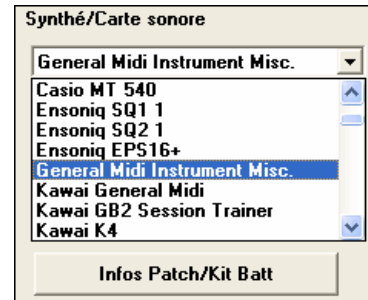 Synthé/Carte sonore
General Midi Instrument Misc.
Casio MT 540
Ensoniq SQ1 1
Ensoniq SQ2 1
Ensoniq EPS16+
General Midi Instrument Misc.
Kawai General Midi
Kawai GB2 Session Trainer
Kawai K4
Infos Patch/Kit Batt